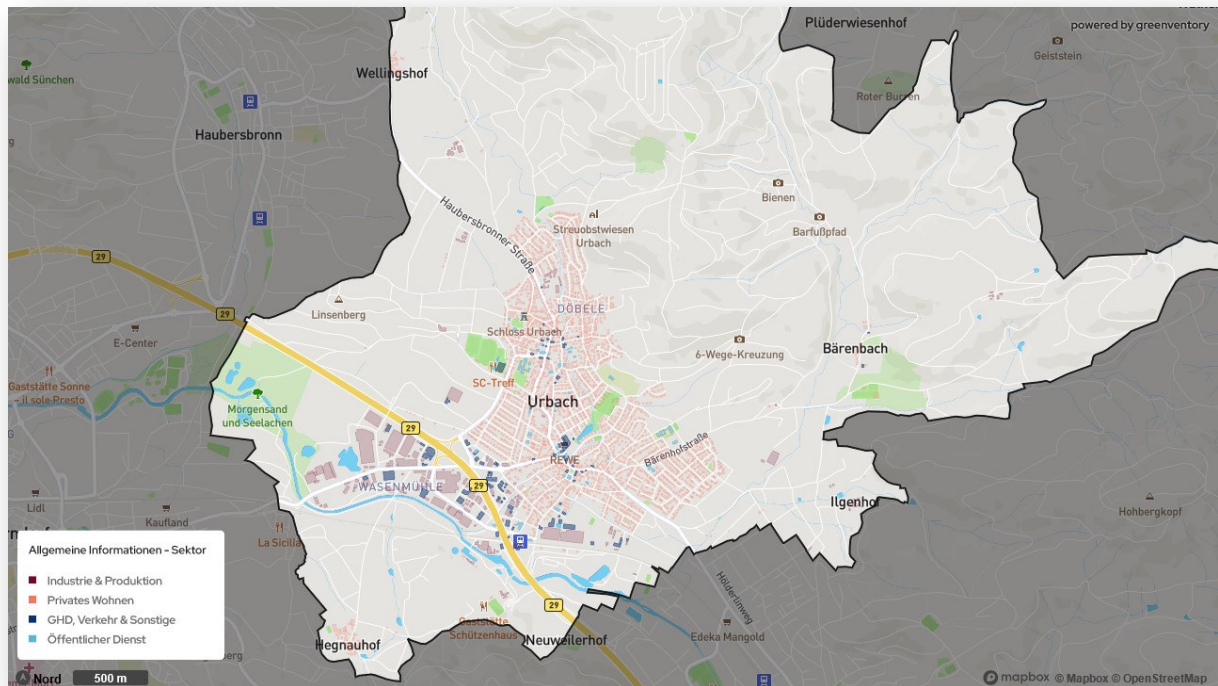 Plüderwiesenhof
powered by greenventory
Geiststein
Wellingshof
wald Sünchen
Roter Burren
Haubersbronn
Bienen
Haubersbronner Straße
Barfußpfad
Streuobstwiesen
Urbach
29
29
Linsenberg
DÖBELE
Schloss Urbach
E-Center
6-Wege-Kreuzung
Bärenbach
Gaststätte Sonne
– il sole-Presto
SC-Treff
Morgensand
und Seelachen
Urbach
29
Bärenhofstraße
REWE
WASENMÜHLE
29
Lidl
Kaufland
Ilgenhof
Hohbergkopf
La Sicilia
Allgemeine Informationen - Sektor
Industrie & Produktion
Privates Wohnen
GHD, Verkehr & Sonstige
Öffentlicher Dienst
Hölderlinweg
29
Gaststätte
Schützenhaus
Edeka Mangold
Hegnauhof
Neuweilerhof
Nord
500 m
mapbox © Mapbox © OpenStreetMap